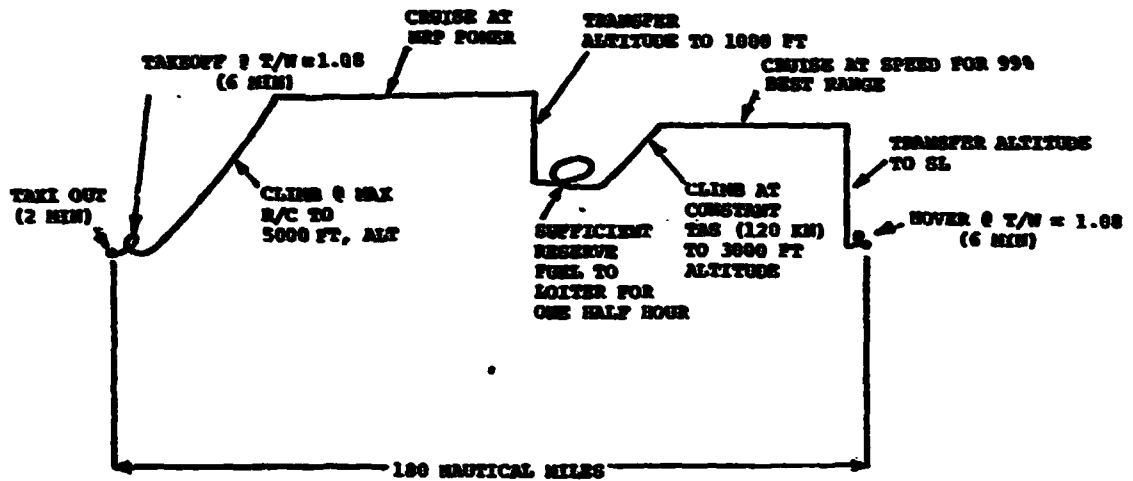 CRUISE AT
NRP POWER
TRANSFER
ALTITUDE TO 1000 FT
TAKEOFF @ T/W = 1.08
(6 MIN)
CRUISE AT SPEED FOR 99%
BEST RANGE
TRANSFER ALTITUDE
TO SL
TAXI OUT
(2 MIN)
CLIMB @ MAX
R/C TO
5000 FT, ALT
SUFFICIENT
RESERVE
FUEL TO
LOITER FOR
ONE HALF HOUR
CLIMB AT
CONSTANT
TAS (120 KN)
TO 3000 FT
ALTITUDE
HOVER @ T/W = 1.08
(6 MIN)
180 NAUTICAL MILES